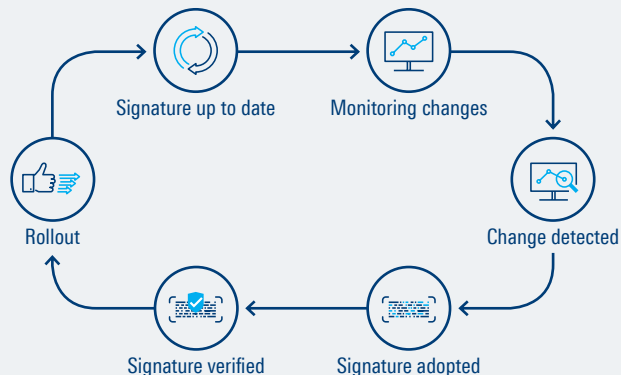 Signature up to date
Monitoring changes
Rollout
Change detected
Signature verified
Signature adopted